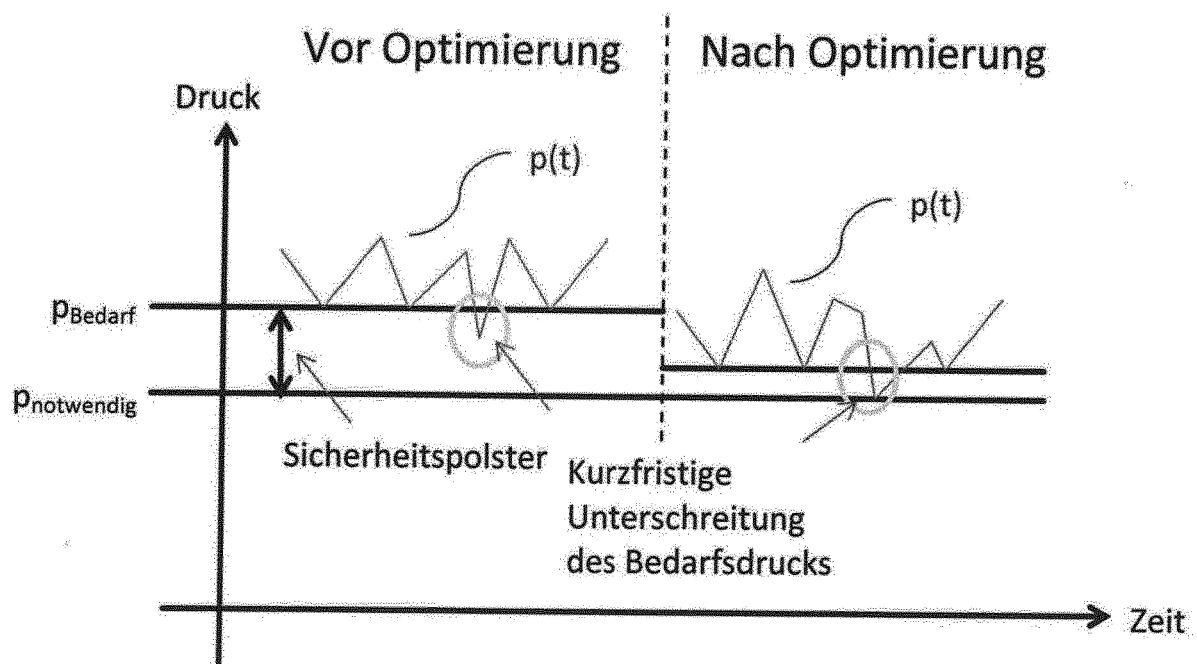 Vor Optimierung
Nach Optimierung
Druck
p(t)
p(t)
pBedarf
pnotwendig
Sicherheitspolster
Kurzfristige
Unterschreitung
des Bedarfsdrucks
Zeit